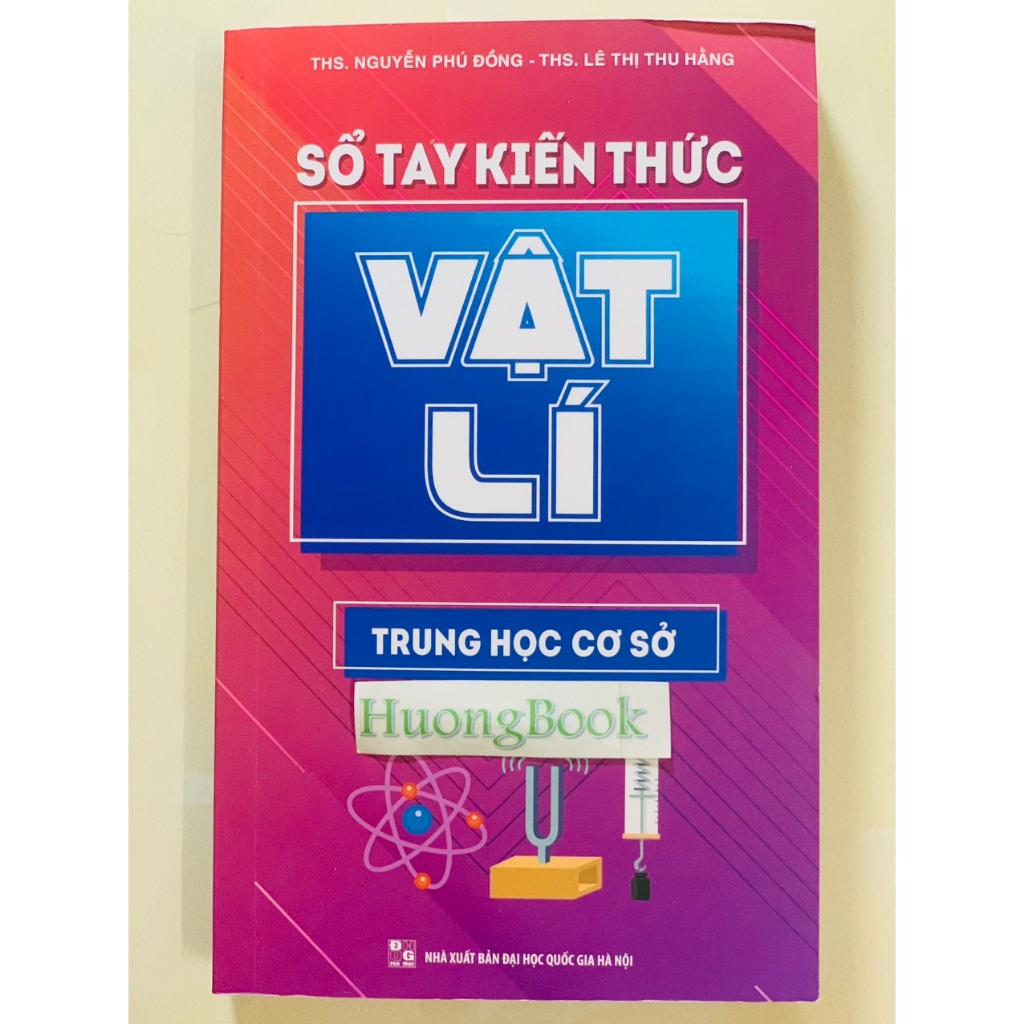 THS. NGUYỄN PHÚ ĐỒNG - THS. LÊ THỊ THU HẰNG
SỔ TAY KIẾN THỨC
VẬT
LÍ
TRUNG HỌC CƠ SỞ
HuongBook
NHÀ XUẤT BẢN ĐẠI HỌC QUỐC GIA HÀ NỘI